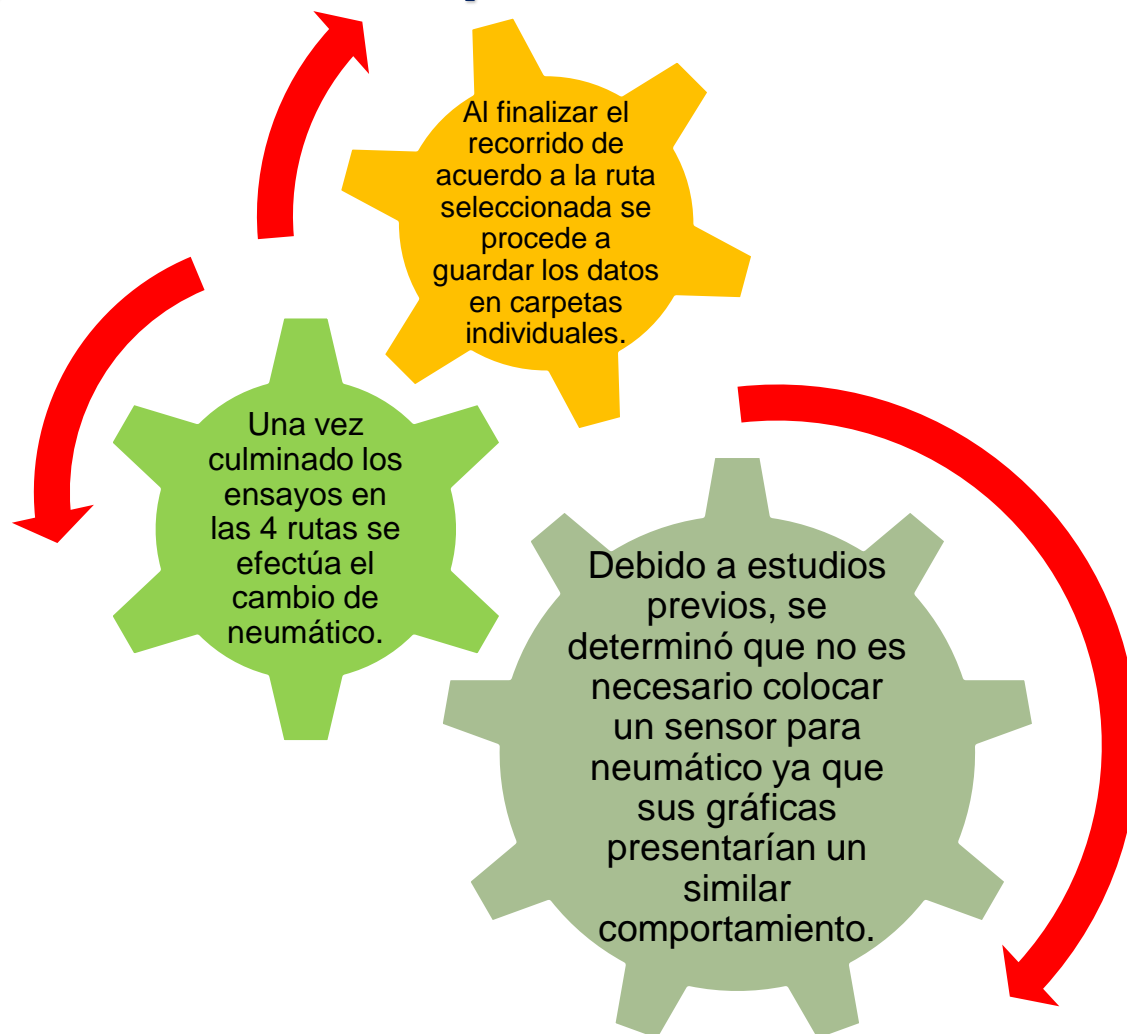 Al finalizar el
recorrido de
acuerdo a la ruta
seleccionada se
procede a
guardar los datos
en carpetas
individuales.
Una vez
culminado los
ensayos en
las 4 rutas se
efectúa el
cambio de
neumático.
Debido a estudios
previos, se
determinó que no es
necesario colocar
un sensor para
neumático ya que
sus gráficas
presentarían un
similar
comportamiento.